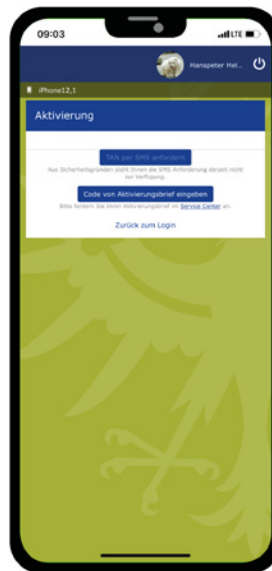 09:03
LTE
Hanspeter Hel...
iPhone12,1
Aktivierung
TAN per SMS anfordern
Aus Sicherheitsgründen steht Ihnen die SMS Anforderung derzeit nicht
zur Verfügung.
Code von Aktivierungsbrief eingeben
Bitte fordern Sie Ihren Aktivierungsbrief im Service Center an.
Zurück zum Login